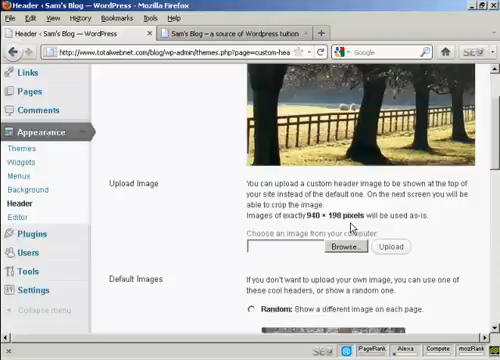 Header ‹ Sam's Blog — WordPress - Mozilla Firefox
File Edit View History Bookmarks Tools Help
Header ‹ Sam's Blog — WordPress
Sam's Blog – a source of Wordpress tuition
http://www.totalwebnet.com/blog/wp-admin/themes.php?page=custom-hea
Google
Links
Pages
Comments
Appearance
Themes
Widgets
Menus
Background
Header
Editor
Plugins
Users
Tools
Settings
Collapse menu
Upload Image
You can upload a custom header image to be shown at the top of
your site instead of the default one. On the next screen you will be
able to crop the image.
Images of exactly 940 × 198 pixels will be used as-is.
Choose an image from your computer:
Browse...
Upload
Default Images
If you don't want to upload your own image, you can use one of
these cool headers, or show a random one.
Random: Show a different image on each page.
PageRank
Alexa
mozRank